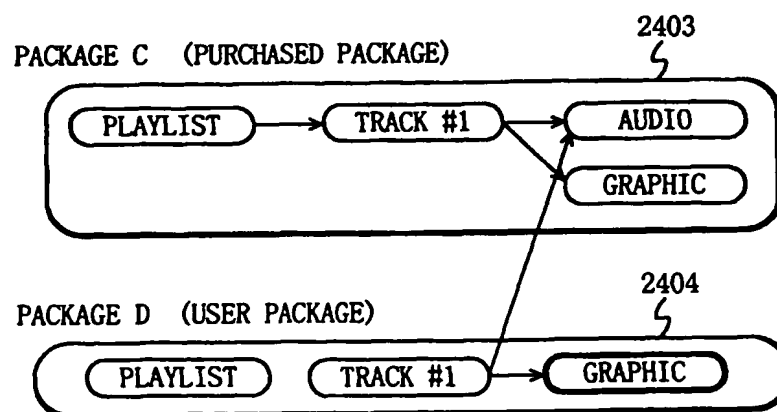 2403
PACKAGE C (PURCHASED PACKAGE)
PLAYLIST TRACK #1 AUDIO
GRAPHIC
2404
PACKAGE D (USER PACKAGE)
PLAYLIST TRACK #1 GRAPHIC